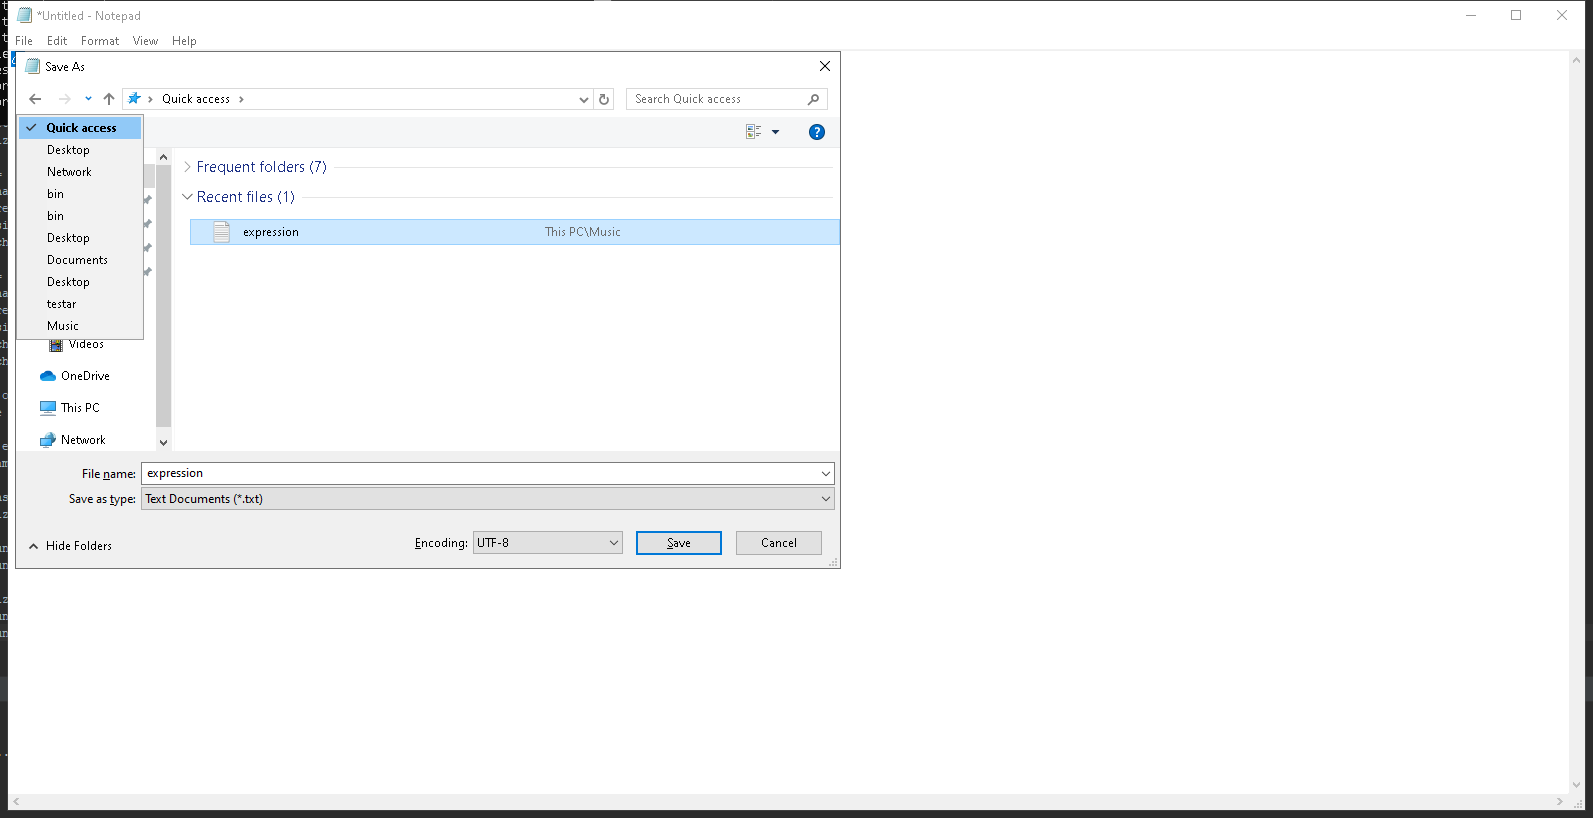 *Untitled - Notepad
File Edit Format View Help
Save As
Quick access
Search Quick access
Quick access
Desktop
Network
bin
bin
Desktop
Documents
Desktop
testar
Music
Videos
OneDrive
This PC
Network
Frequent folders (7)
Recent files (1)
expression This PC\Music
File name: expression
Save as type: Text Documents (*.txt)
Hide Folders
Encoding: UTF-8
Save
Cancel